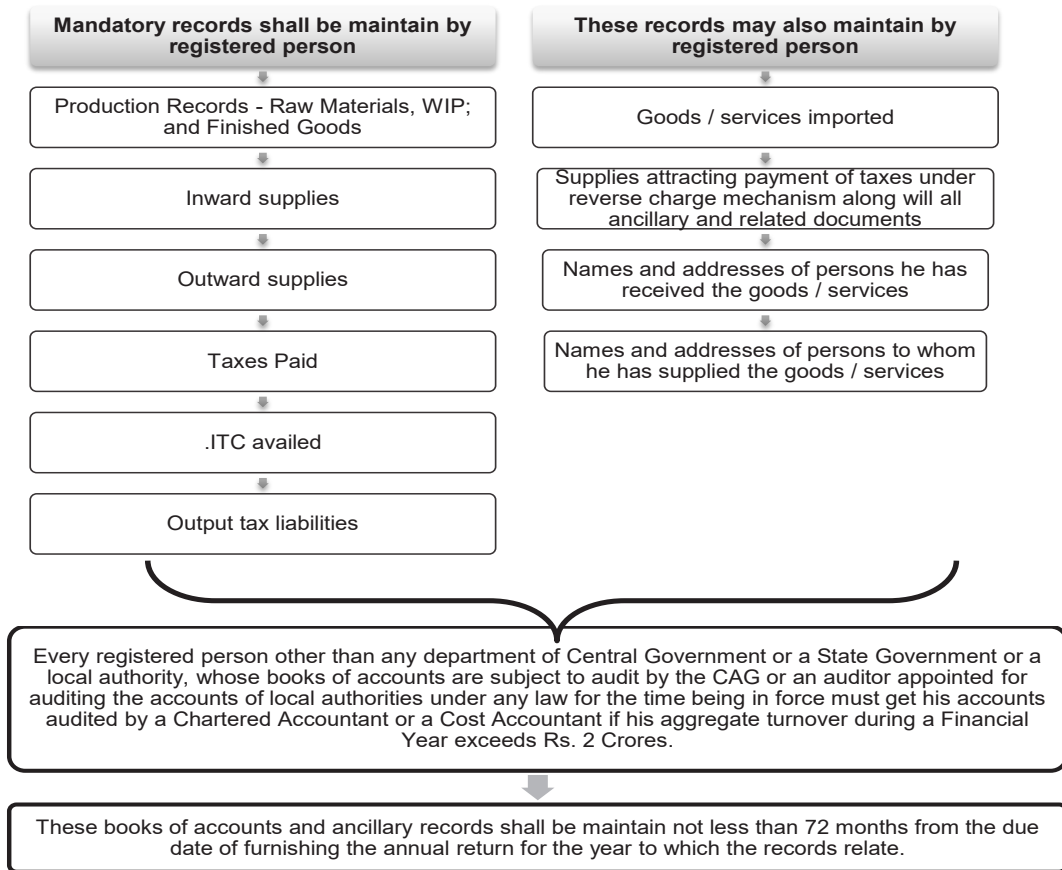 Mandatory records shall be maintain by
registered person
Production Records - Raw Materials, WIP;
and Finished Goods
Inward supplies
Outward supplies
Taxes Paid
.ITC availed
Output tax liabilities
These records may also maintain by
registered person
Goods / services imported
Supplies attracting payment of taxes under
reverse charge mechanism along will all
ancillary and related documents
Names and addresses of persons he has
received the goods / services
Names and addresses of persons to whom
he has supplied the goods / services
Every registered person other than any department of Central Government or a State Government or a
local authority, whose books of accounts are subject to audit by the CAG or an auditor appointed for
auditing the accounts of local authorities under any law for the time being in force must get his accounts
audited by a Chartered Accountant or a Cost Accountant if his aggregate turnover during a Financial
Year exceeds Rs. 2 Crores.
These books of accounts and ancillary records shall be maintain not less than 72 months from the due
date of furnishing the annual return for the year to which the records relate.